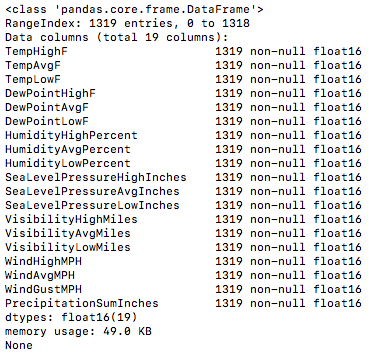 <class 'pandas.core.frame.DataFrame'>
RangeIndex: 1319 entries, 0 to 1318
Data columns (total 19 columns):
TempHighF                     1319 non-null float16
TempAvgF                      1319 non-null float16
TempLowF                      1319 non-null float16
DewPointHighF                 1319 non-null float16
DewPointAvgF                  1319 non-null float16
DewPointLowF                  1319 non-null float16
HumidityHighPercent           1319 non-null float16
HumidityAvgPercent            1319 non-null float16
HumidityLowPercent            1319 non-null float16
SeaLevelPressureHighInches    1319 non-null float16
SeaLevelPressureAvgInches     1319 non-null float16
SeaLevelPressureLowInches     1319 non-null float16
VisibilityHighMiles           1319 non-null float16
VisibilityAvgMiles            1319 non-null float16
VisibilityLowMiles            1319 non-null float16
WindHighMPH                   1319 non-null float16
WindAvgMPH                    1319 non-null float16
WindGustMPH                   1319 non-null float16
PrecipitationSumInches        1319 non-null float16
dtypes: float16(19)
memory usage: 49.0 KB
None